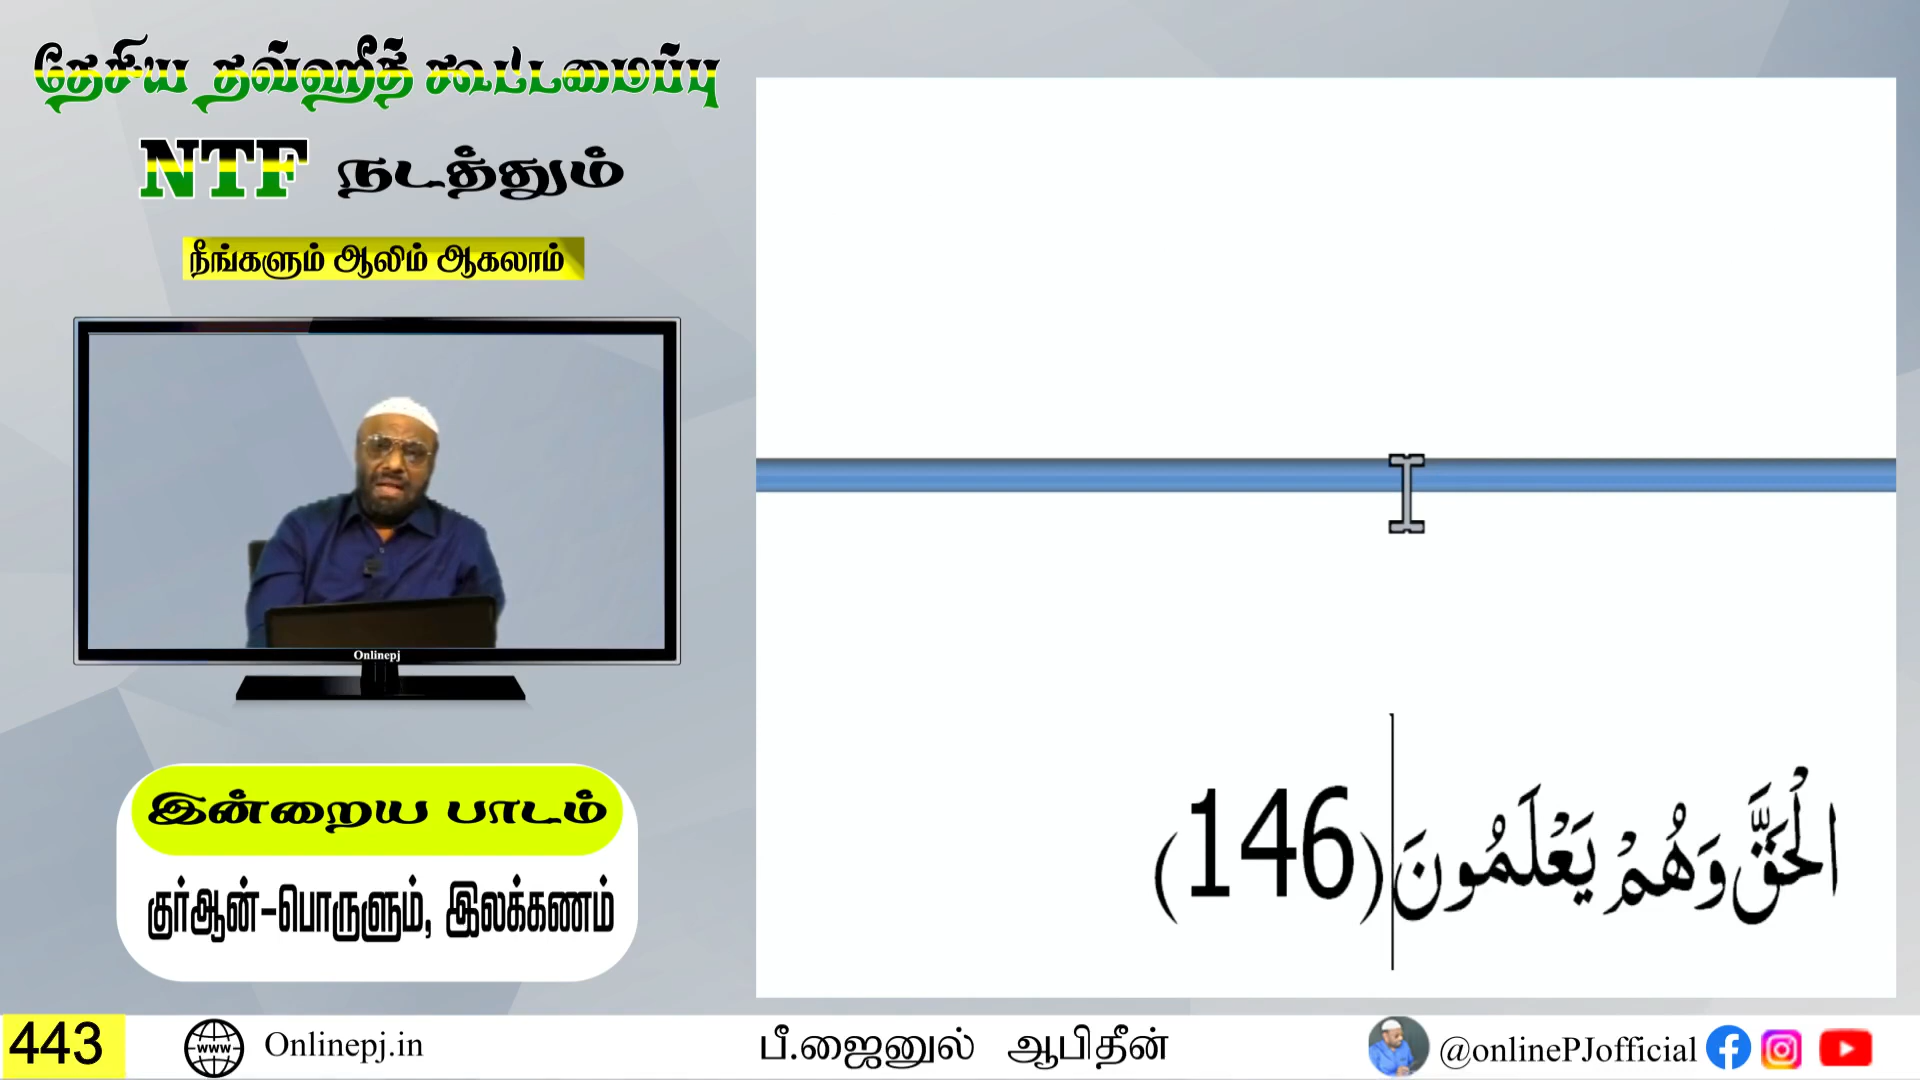 தேசிய தவ்ஹீத் கூட்டமைப்பு
NTF நடத்தும்
நீங்களும் ஆலிம் ஆகலாம்
Onlinepj
இன்றைய பாடம்
குர்ஆன்-பொருளும், இலக்கணம்
الْحَقَّ وَهُمْ يَعْلَمُونَ (146)
443
www
Onlinepj.in
பீ.ஜைனுல் ஆபிதீன்
@onlinePJofficial